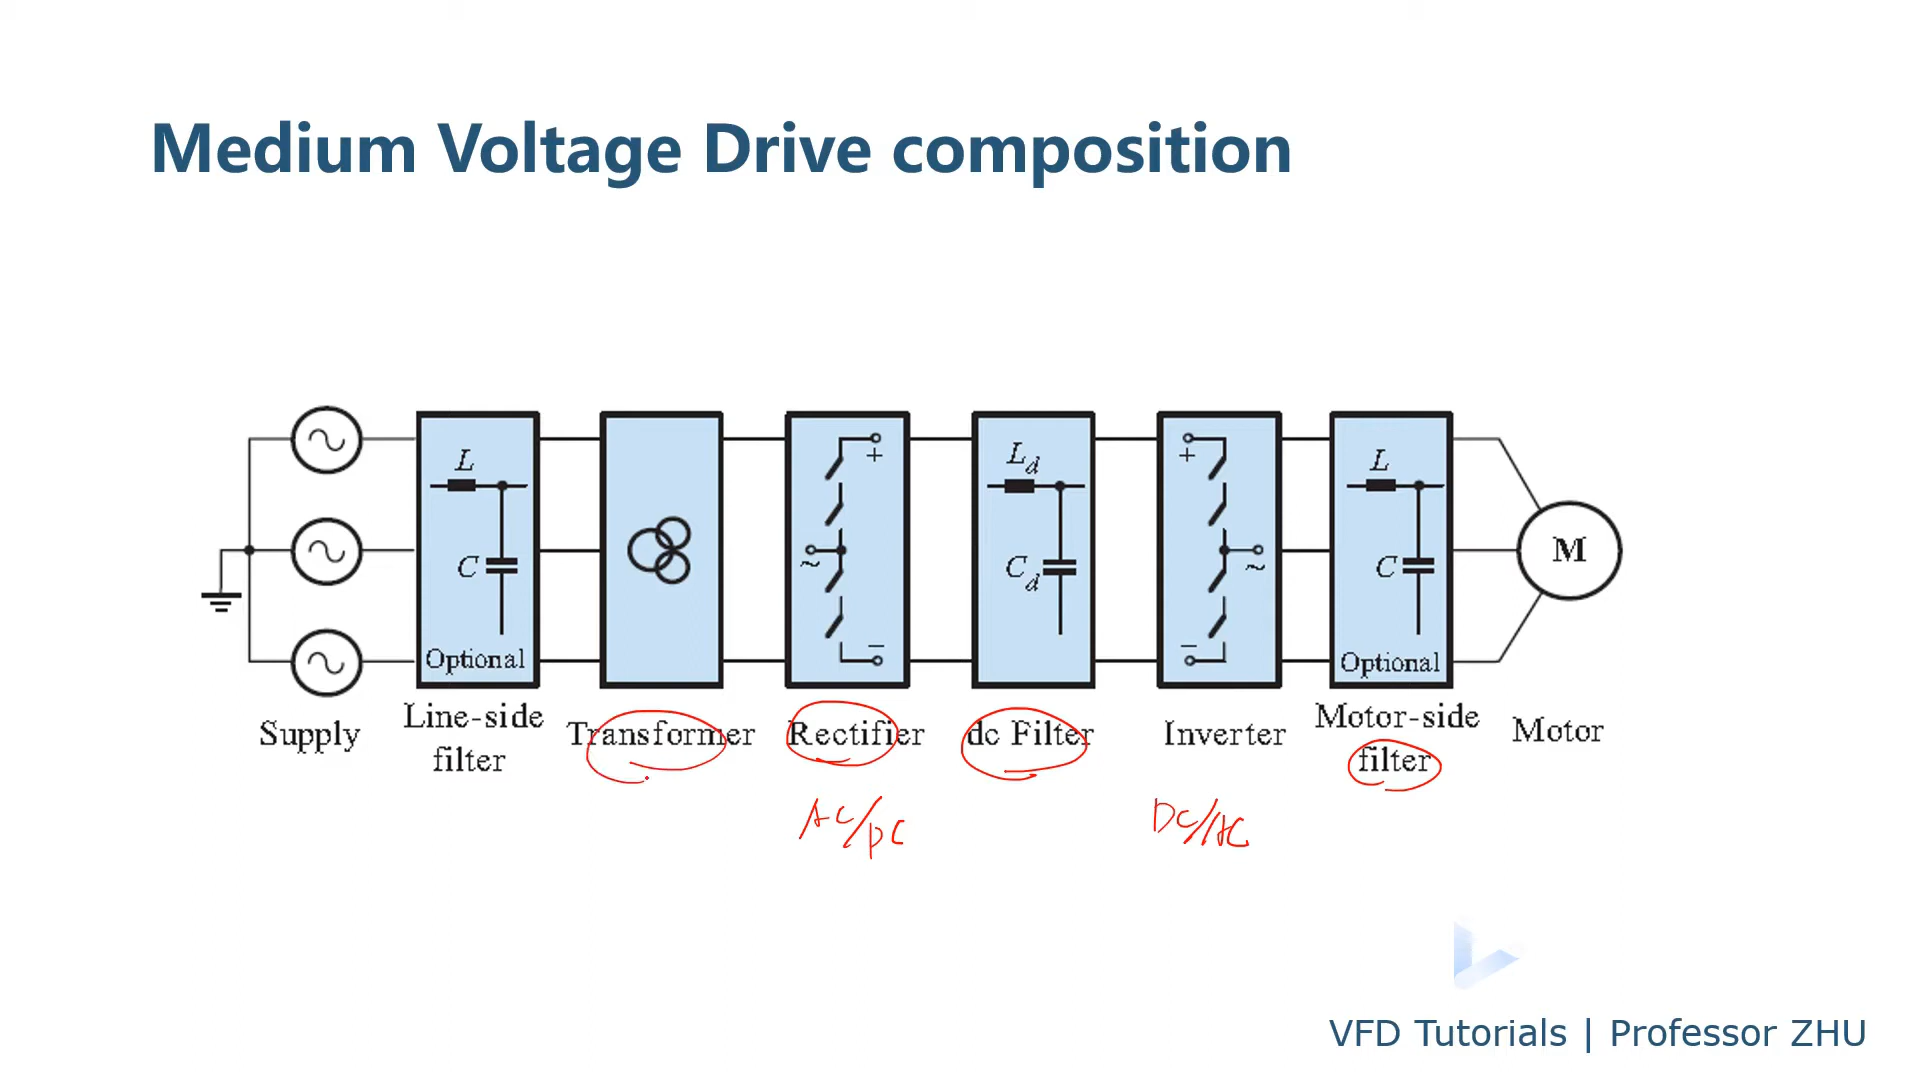 Medium Voltage Drive composition
L
C
Optional
+
~
−
L_d
C_d
+
~
−
L
C
Optional
M
Supply
Line-side
filter
Transformer
Rectifier
dc Filter
Inverter
Motor-side
filter
Motor
AC/DC
DC/AC
VFD Tutorials | Professor ZHU